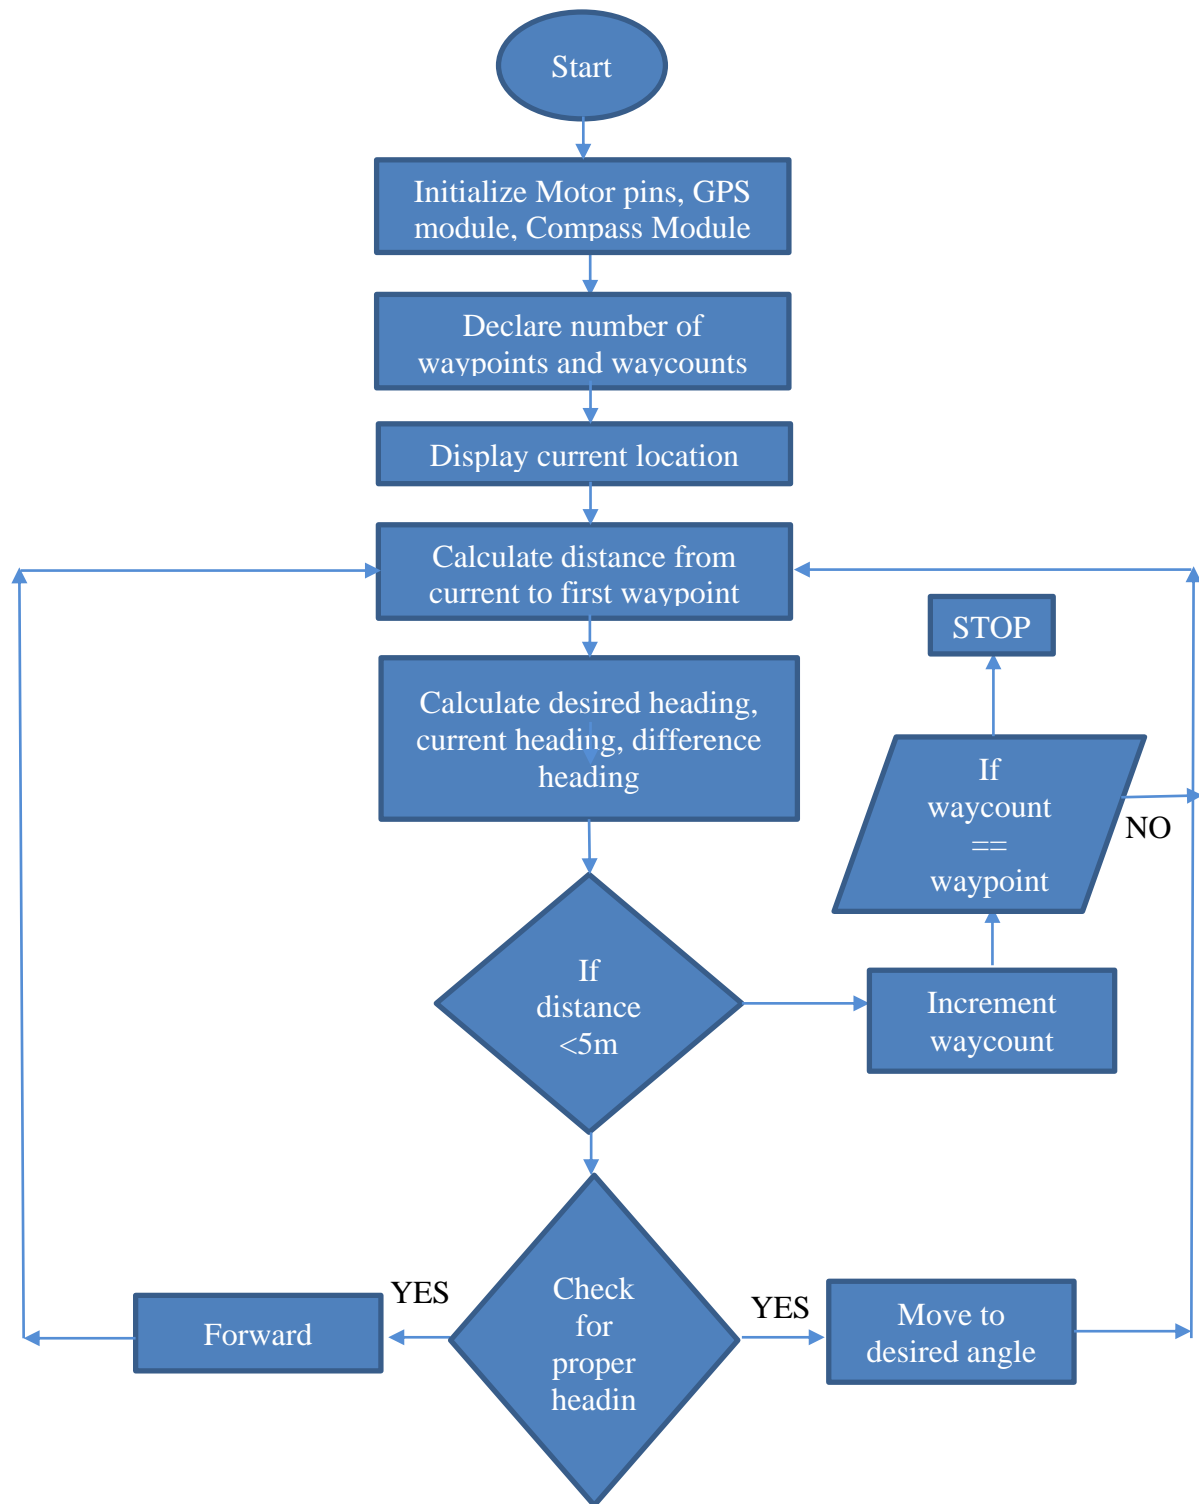 Start
Initialize Motor pins, GPS
module, Compass Module
Declare number of
waypoints and waycounts
Display current location
Calculate distance from
current to first waypoint
STOP
Calculate desired heading,
current heading, difference
heading
If
waycount
==
waypoint
NO
If
distance
<5m
Increment
waycount
YES
Forward
Check
for
proper
headin
YES
Move to
desired angle